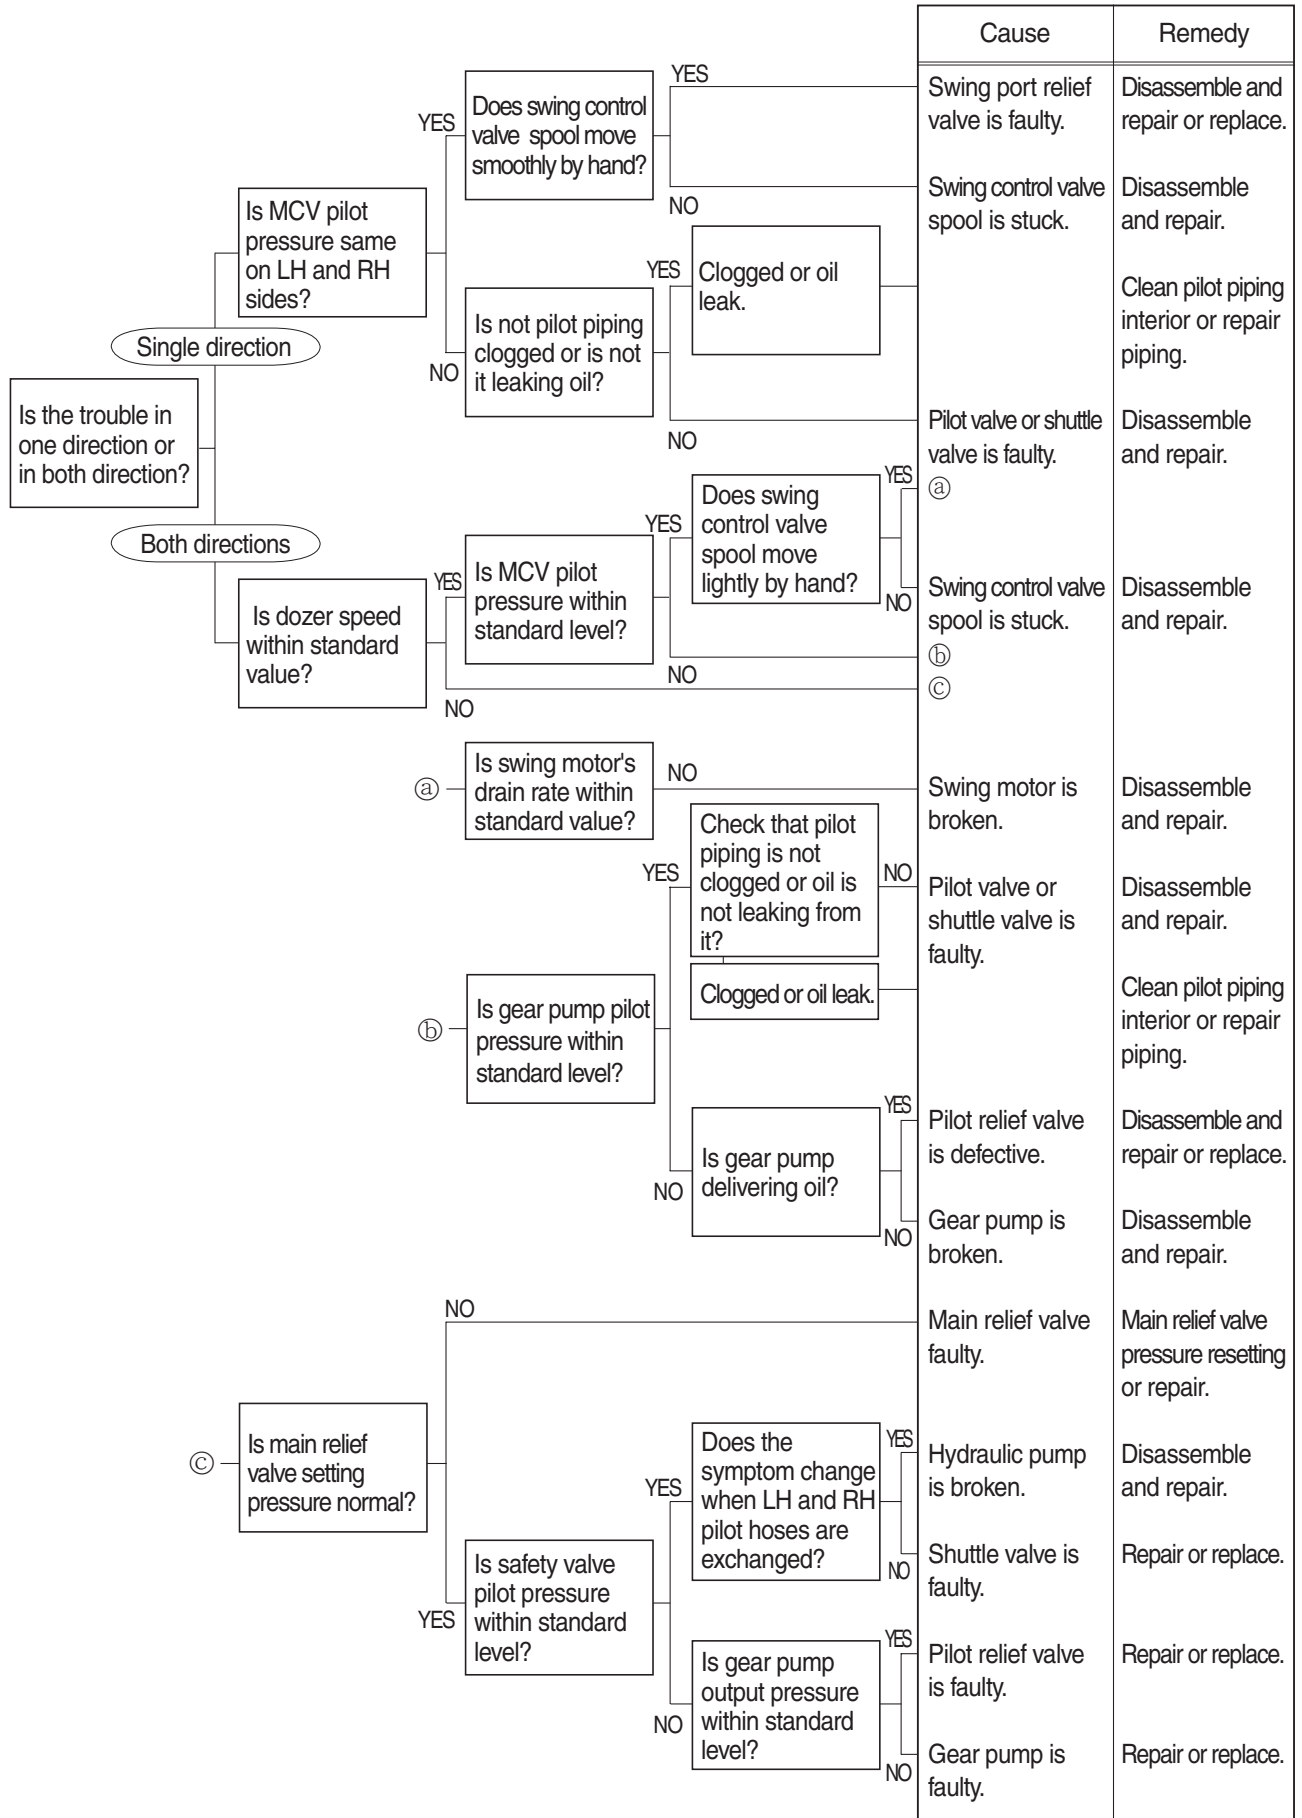 Cause
Remedy
YES
Does swing control
valve spool move
smoothly by hand?
YES
Swing port relief
valve is faulty.
Disassemble and
repair or replace.
NO
Swing control valve
spool is stuck.
Disassemble
and repair.
Is MCV pilot
pressure same
on LH and RH
sides?
YES
Clogged or oil
leak.
Clean pilot piping
interior or repair
piping.
Is not pilot piping
clogged or is not
it leaking oil?
NO
Single direction
Is the trouble in
one direction or
in both direction?
NO
Pilot valve or shuttle
valve is faulty.
Disassemble
and repair.
Both directions
YES
Does swing
control valve
spool move
lightly by hand?
YES
ⓐ
NO
Swing control valve
spool is stuck.
Disassemble
and repair.
YES
Is MCV pilot
pressure within
standard level?
Is dozer speed
within standard
value?
NO
ⓑ
NO
ⓒ
ⓐ
Is swing motor's
drain rate within
standard value?
NO
Swing motor is
broken.
Disassemble
and repair.
YES
Check that pilot
piping is not
clogged or oil is
not leaking from
it?
NO
Pilot valve or
shuttle valve is
faulty.
Disassemble
and repair.
Clogged or oil leak.
Clean pilot piping
interior or repair
piping.
ⓑ
Is gear pump pilot
pressure within
standard level?
NO
Is gear pump
delivering oil?
YES
Pilot relief valve
is defective.
Disassemble and
repair or replace.
NO
Gear pump is
broken.
Disassemble
and repair.
NO
Main relief valve
faulty.
Main relief valve
pressure resetting
or repair.
ⓒ
Is main relief
valve setting
pressure normal?
YES
Does the
symptom change
when LH and RH
pilot hoses are
exchanged?
YES
Hydraulic pump
is broken.
Disassemble
and repair.
NO
Shuttle valve is
faulty.
Repair or replace.
YES
Is safety valve
pilot pressure
within standard
level?
NO
Is gear pump
output pressure
within standard
level?
YES
Pilot relief valve
is faulty.
Repair or replace.
NO
Gear pump is
faulty.
Repair or replace.